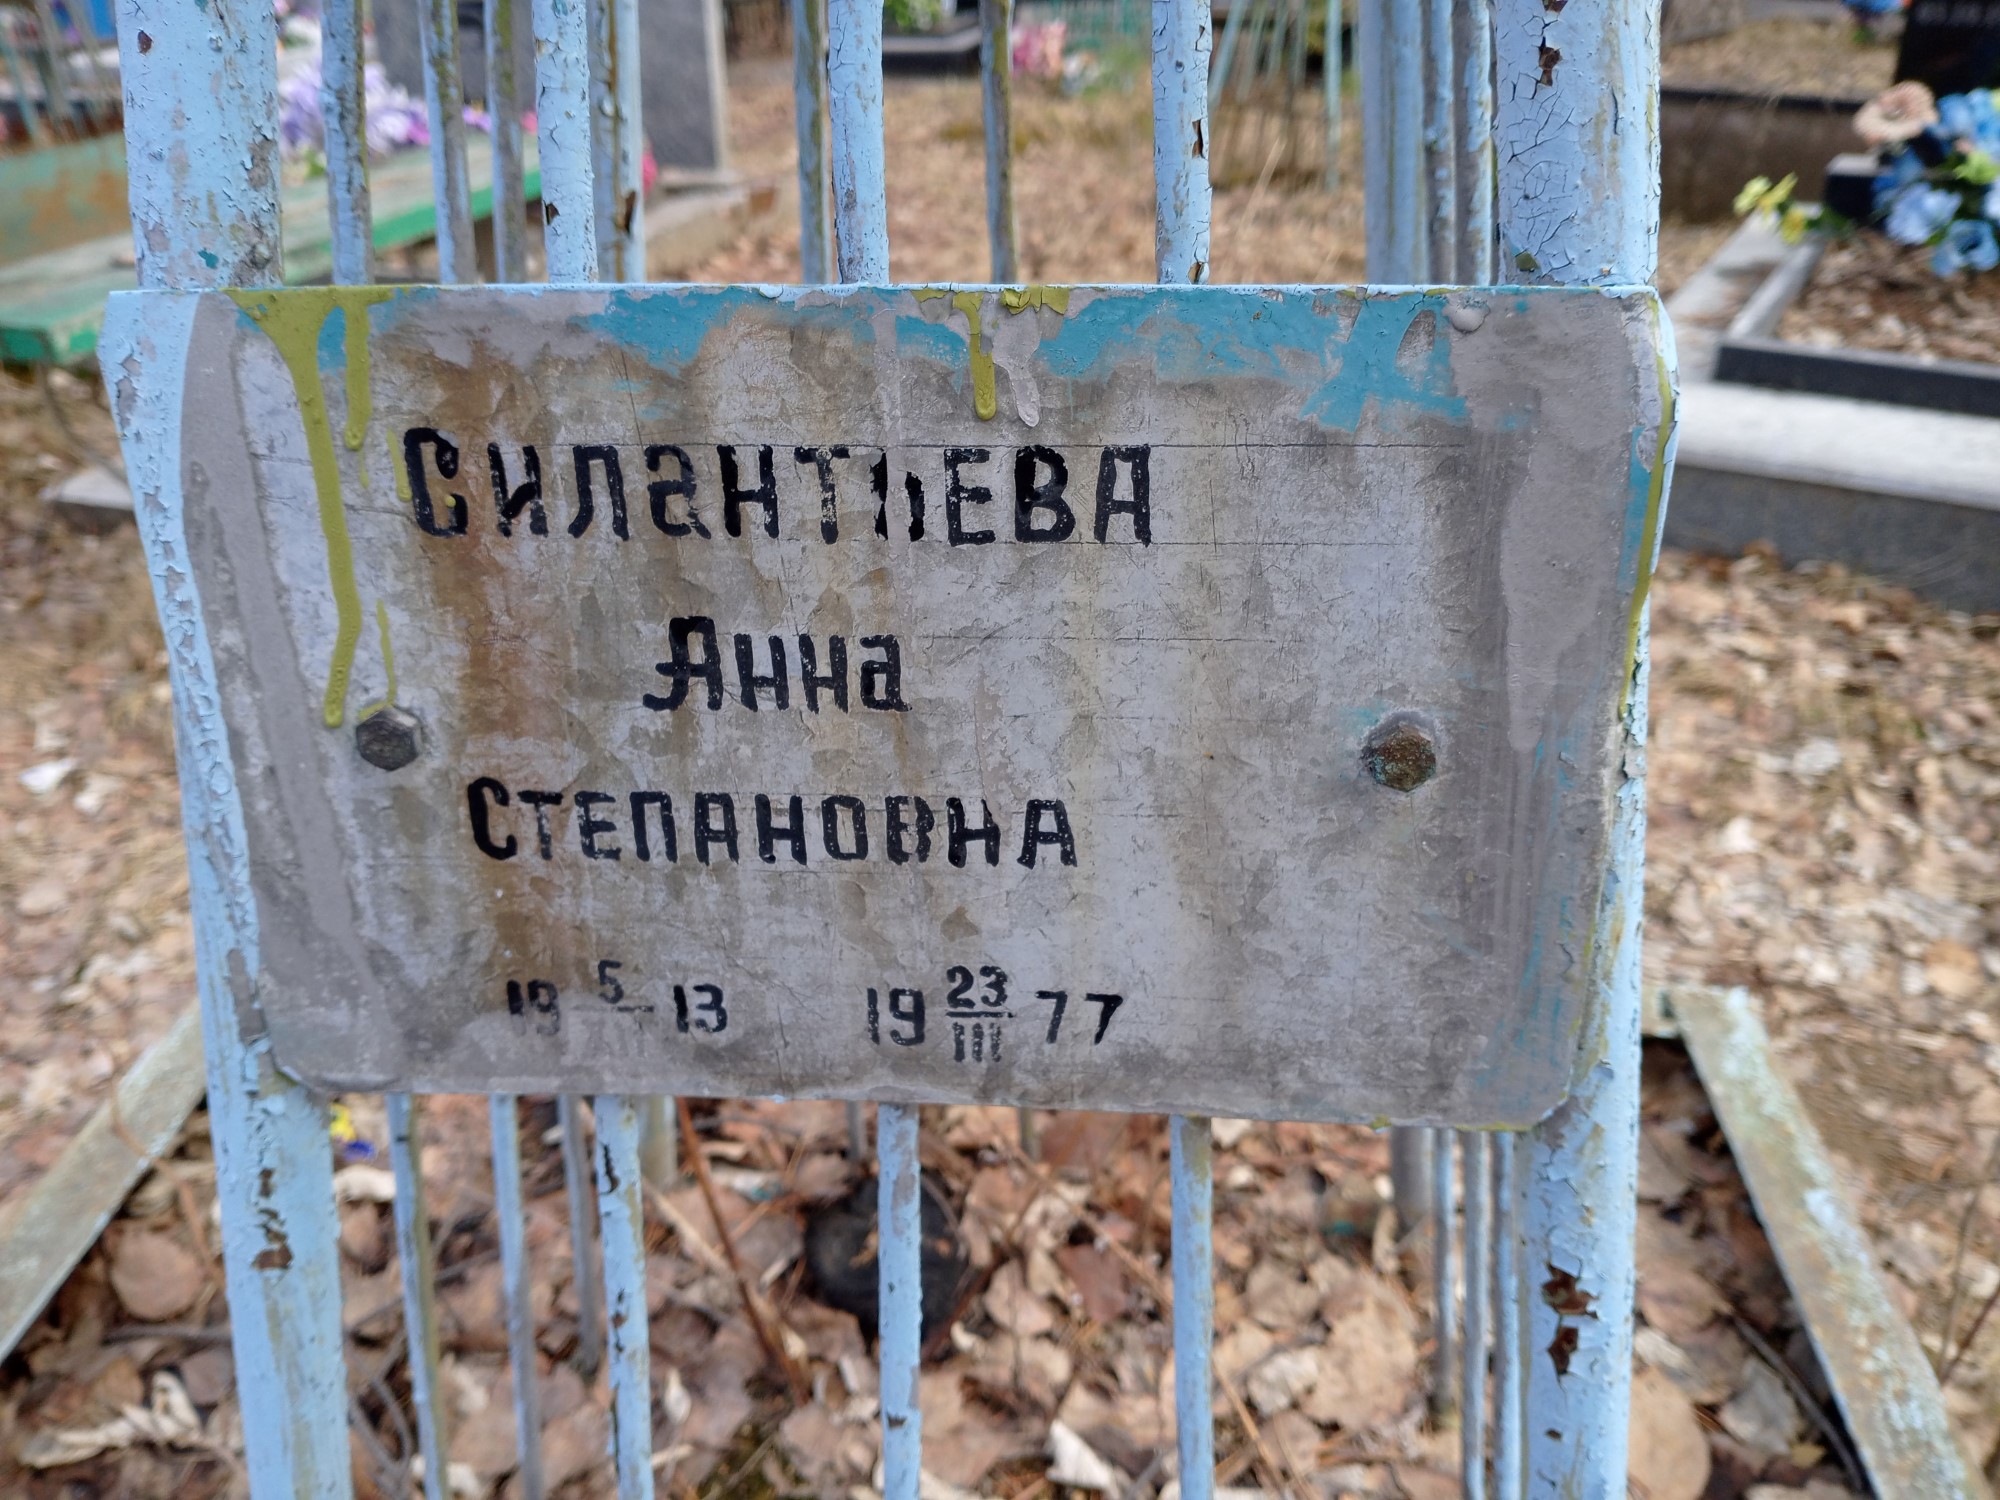 Силантьева
Анна
Степановна
19 5 13 19 23/III 77